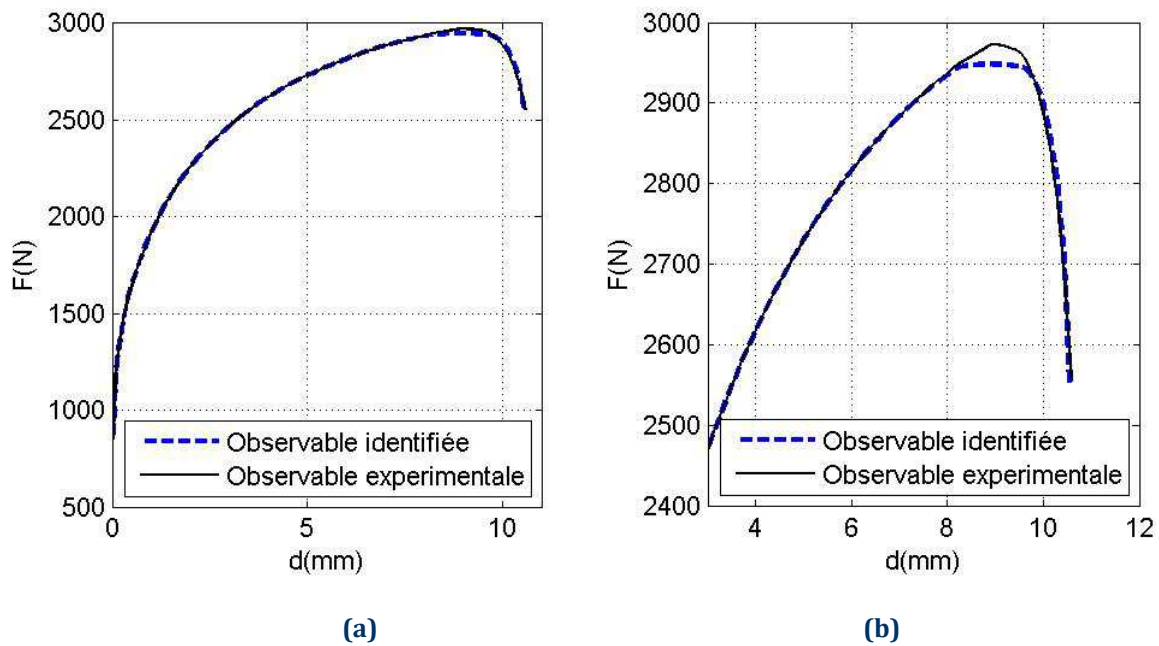 3000
2500
2000
1500
1000
500
F(N)
0
5
10
d(mm)
Observable identifiée
Observable experimentale
(a)
3000
2900
2800
2700
2600
2500
2400
F(N)
4
6
8
10
12
d(mm)
Observable identifiée
Observable experimentale
(b)